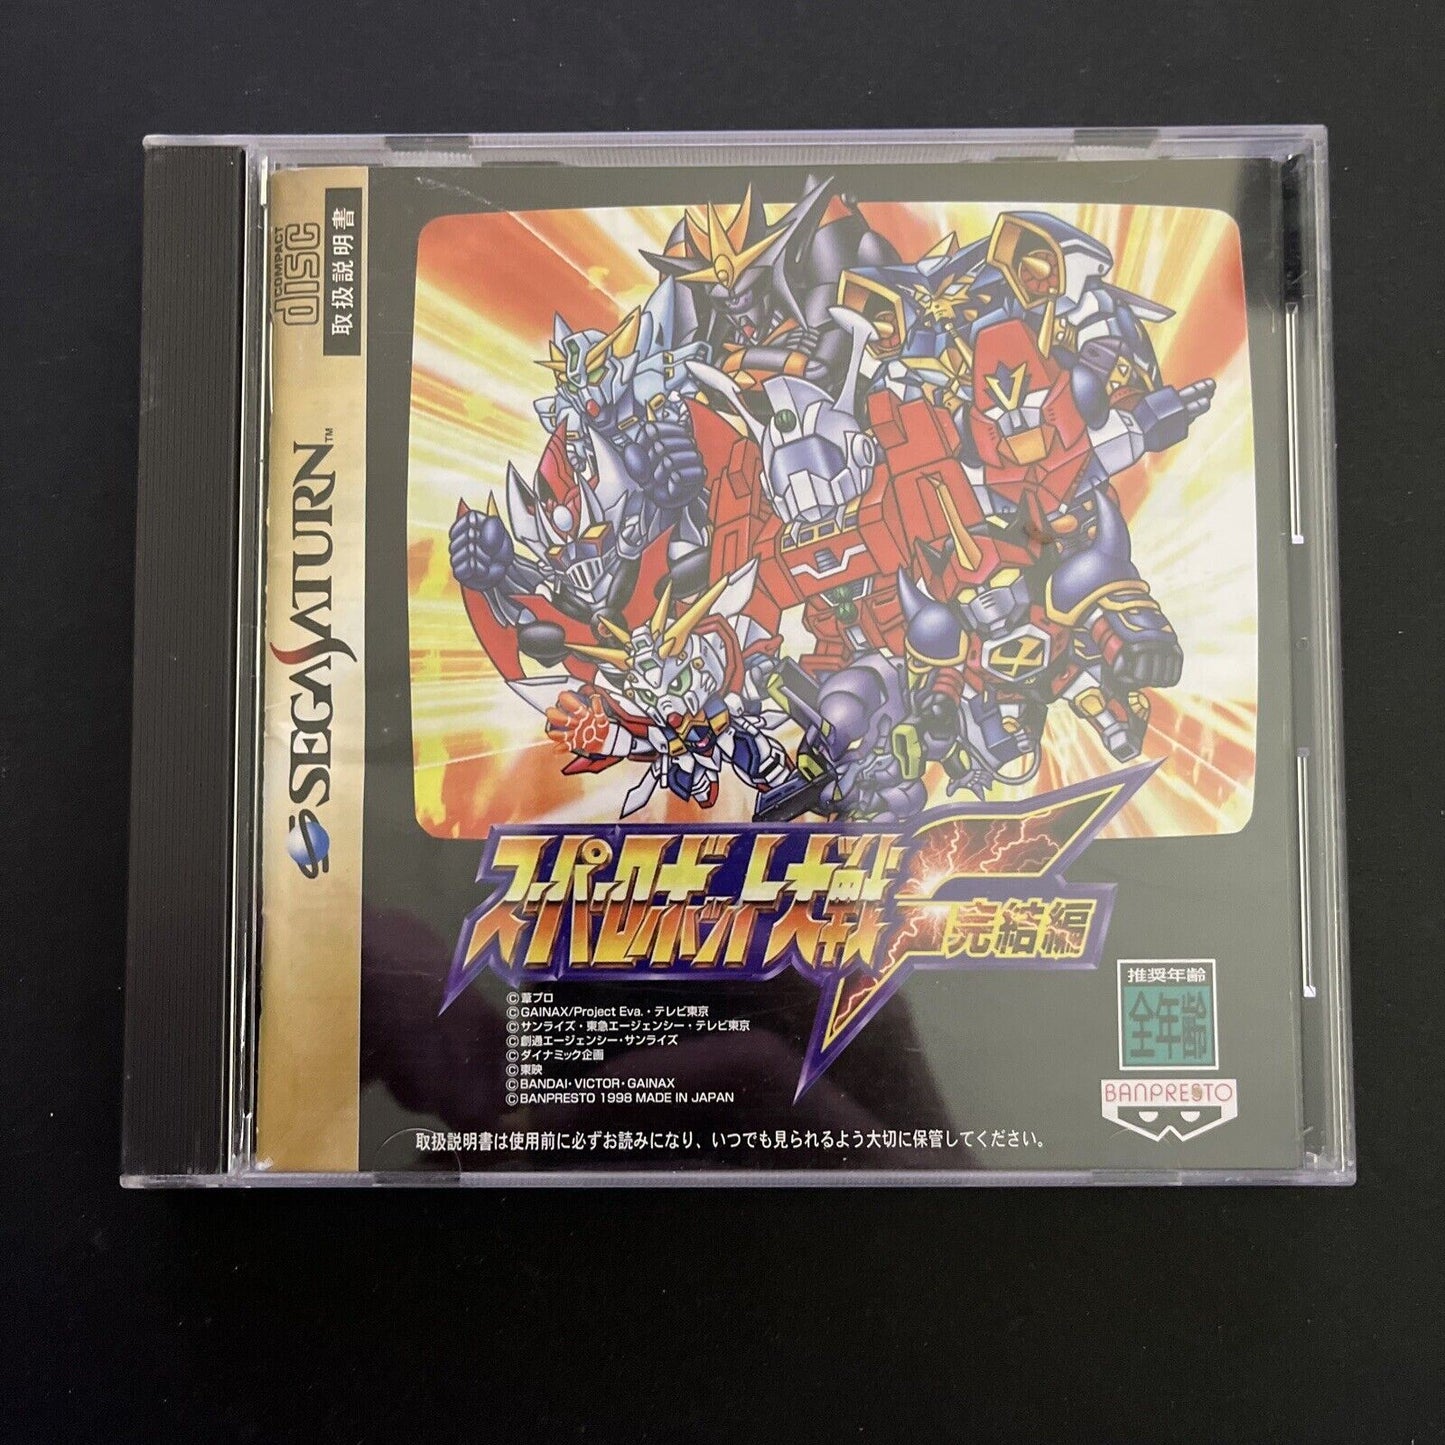 COMPACT
disc
取扱説明書
SEGA SATURN™
スーパーロボット大戦F
完結編
©葦プロ
©GAINAX/Project Eva.・テレビ東京
©サンライズ・東急エージェンシー・テレビ東京
©創通エージェンシー・サンライズ
©ダイナミック企画
©東映
©BANDAI・VICTOR・GAINAX
©BANPRESTO 1998 MADE IN JAPAN
推奨年齢
全年齢
BANPRESTO
取扱説明書は使用前に必ずお読みになり、いつでも見られるよう大切に保管してください。